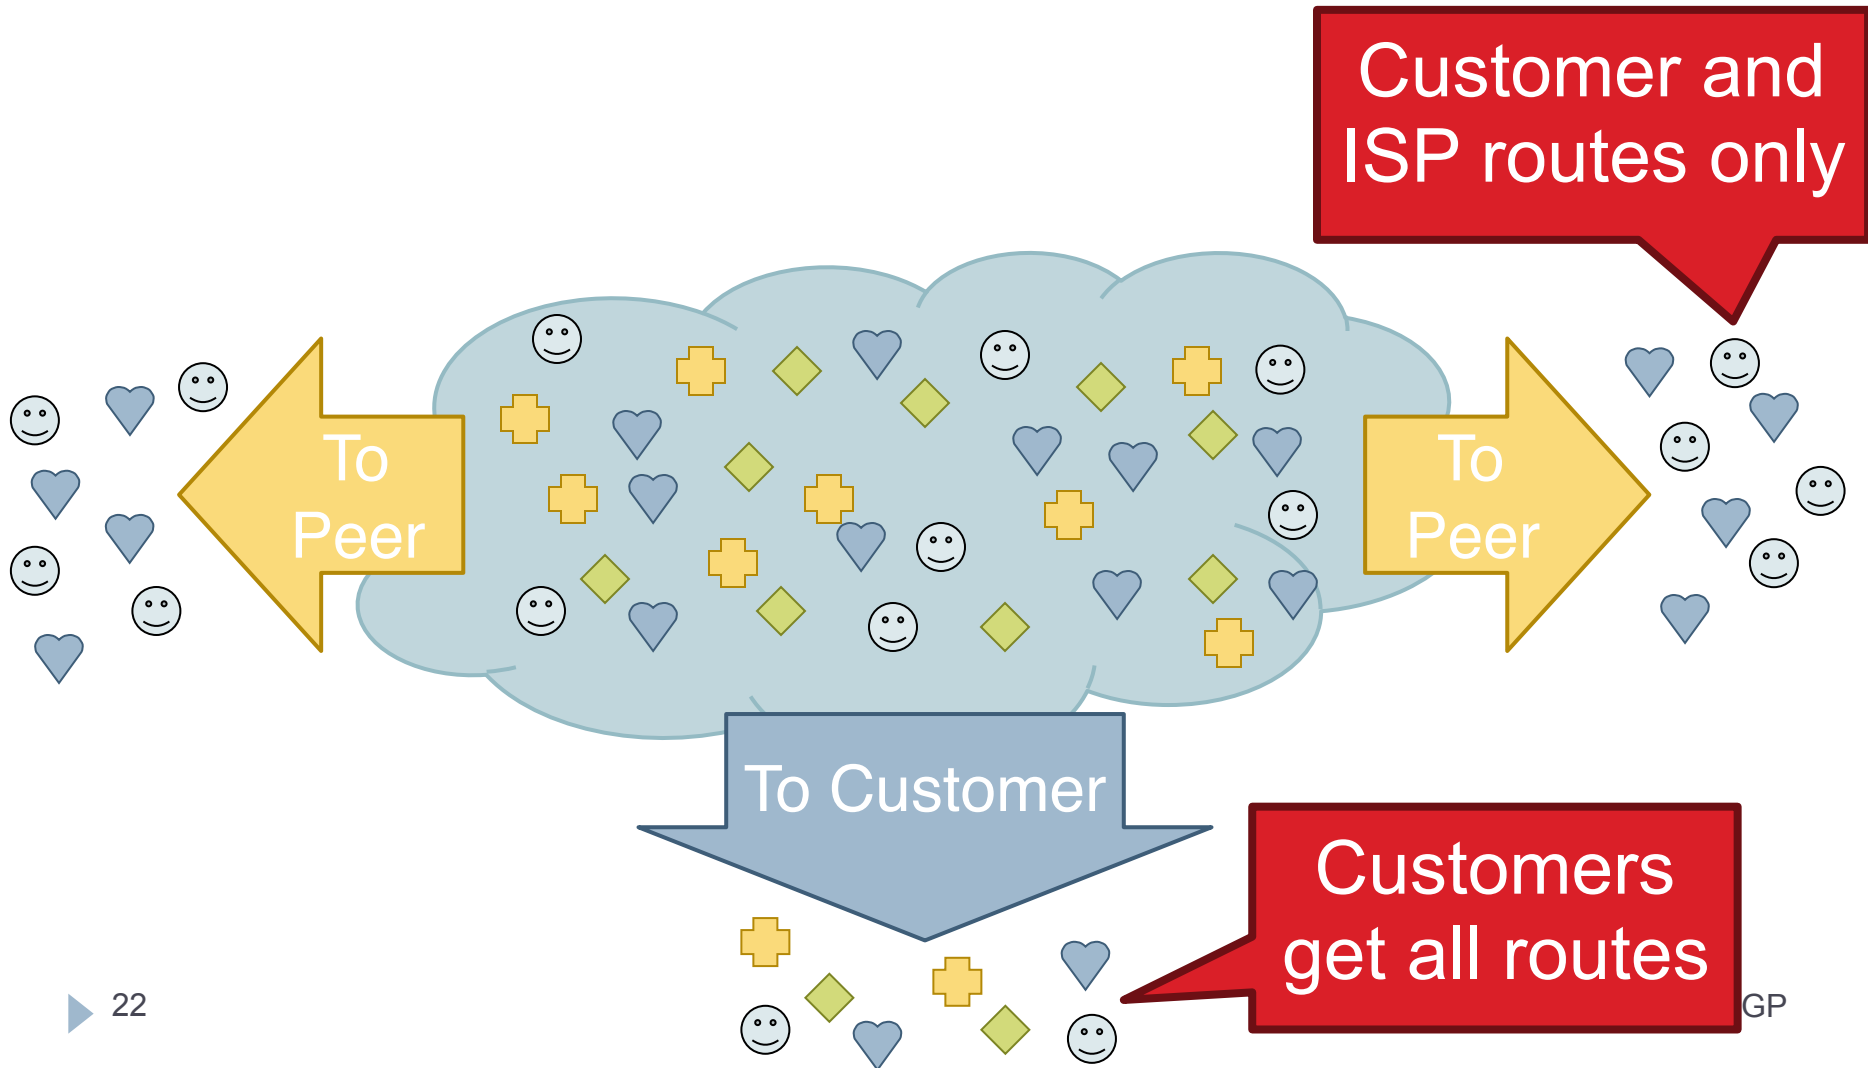 Customer and
ISP routes only
To
Peer
To
Peer
To Customer
Customers
get all routes
22
GP